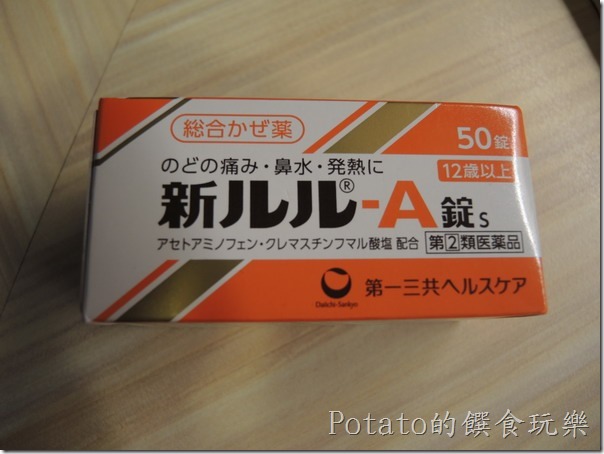 総合かぜ薬
50錠
のどの痛み・鼻水・発熱に
12歳以上
新ルル®-A錠s
アセトアミノフェン・クレマスチンフマル酸塩 配合
指②類医薬品
Daiichi-Sankyo
第一三共ヘルスケア
Potato的饌食玩樂